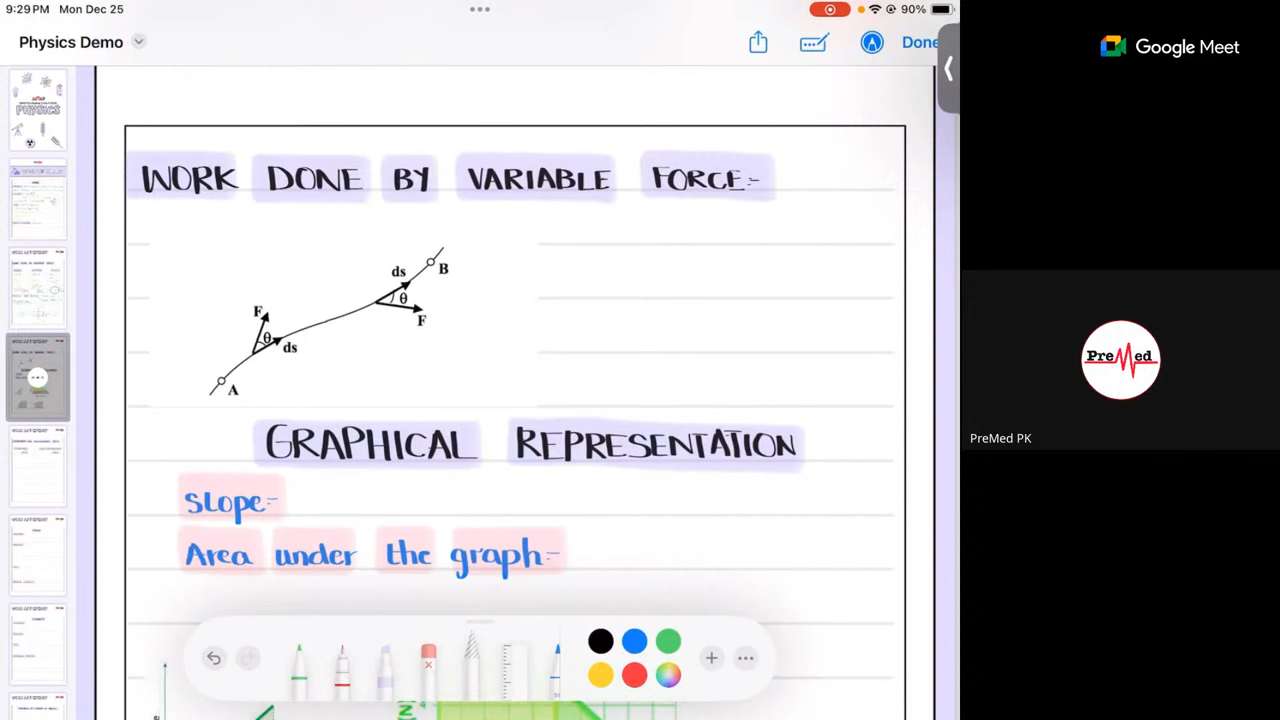 9:29 PM Mon Dec 25
90%
Physics Demo
Done
Google Meet
PHYSICS
WORK DONE BY VARIABLE FORCE:-
ds
B
θ
F
F
θ
ds
A
GRAPHICAL REPRESENTATION
Slope:-
Area under the graph:-
PreMed
PreMed PK